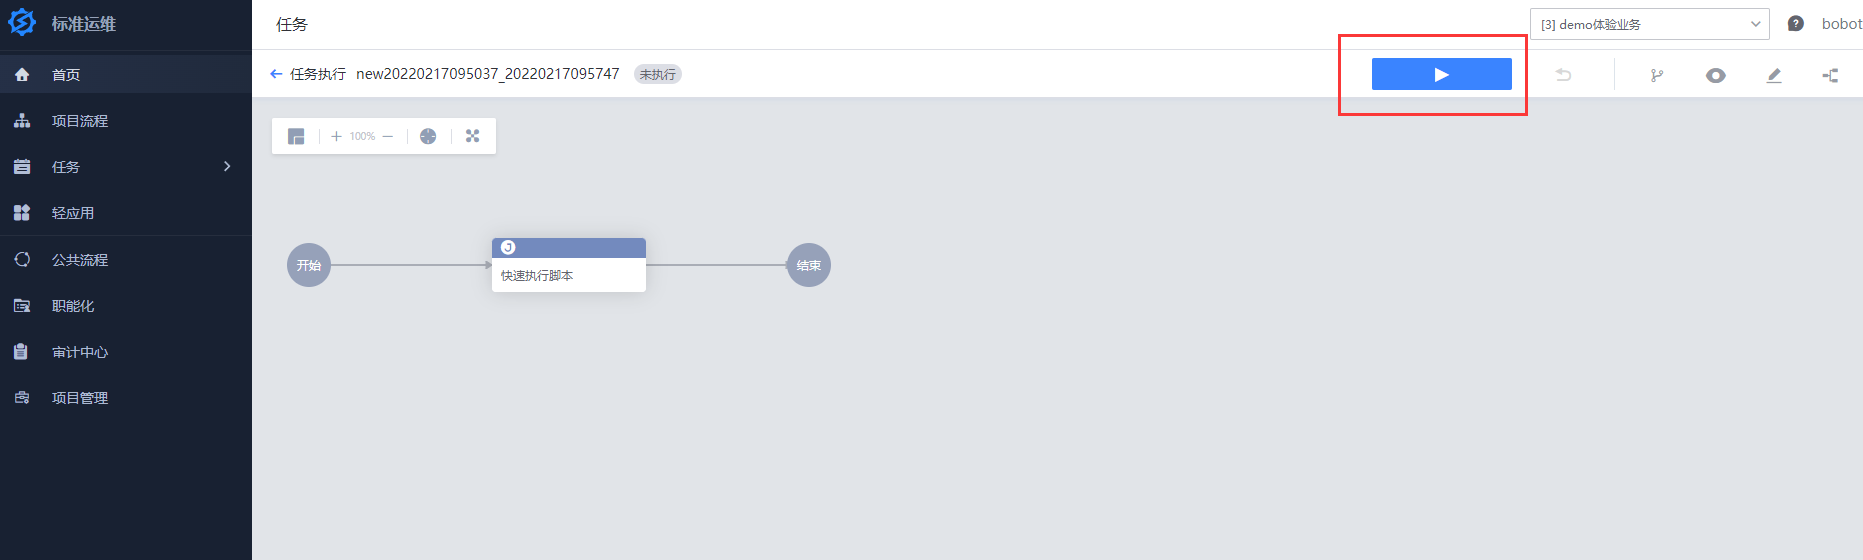 标准运维
首页
项目流程
任务
轻应用
公共流程
职能化
审计中心
项目管理
任务
[3] demo体验业务
bobot
任务执行 new20220217095037_20220217095747 未执行
100%
开始
J
快速执行脚本
结束